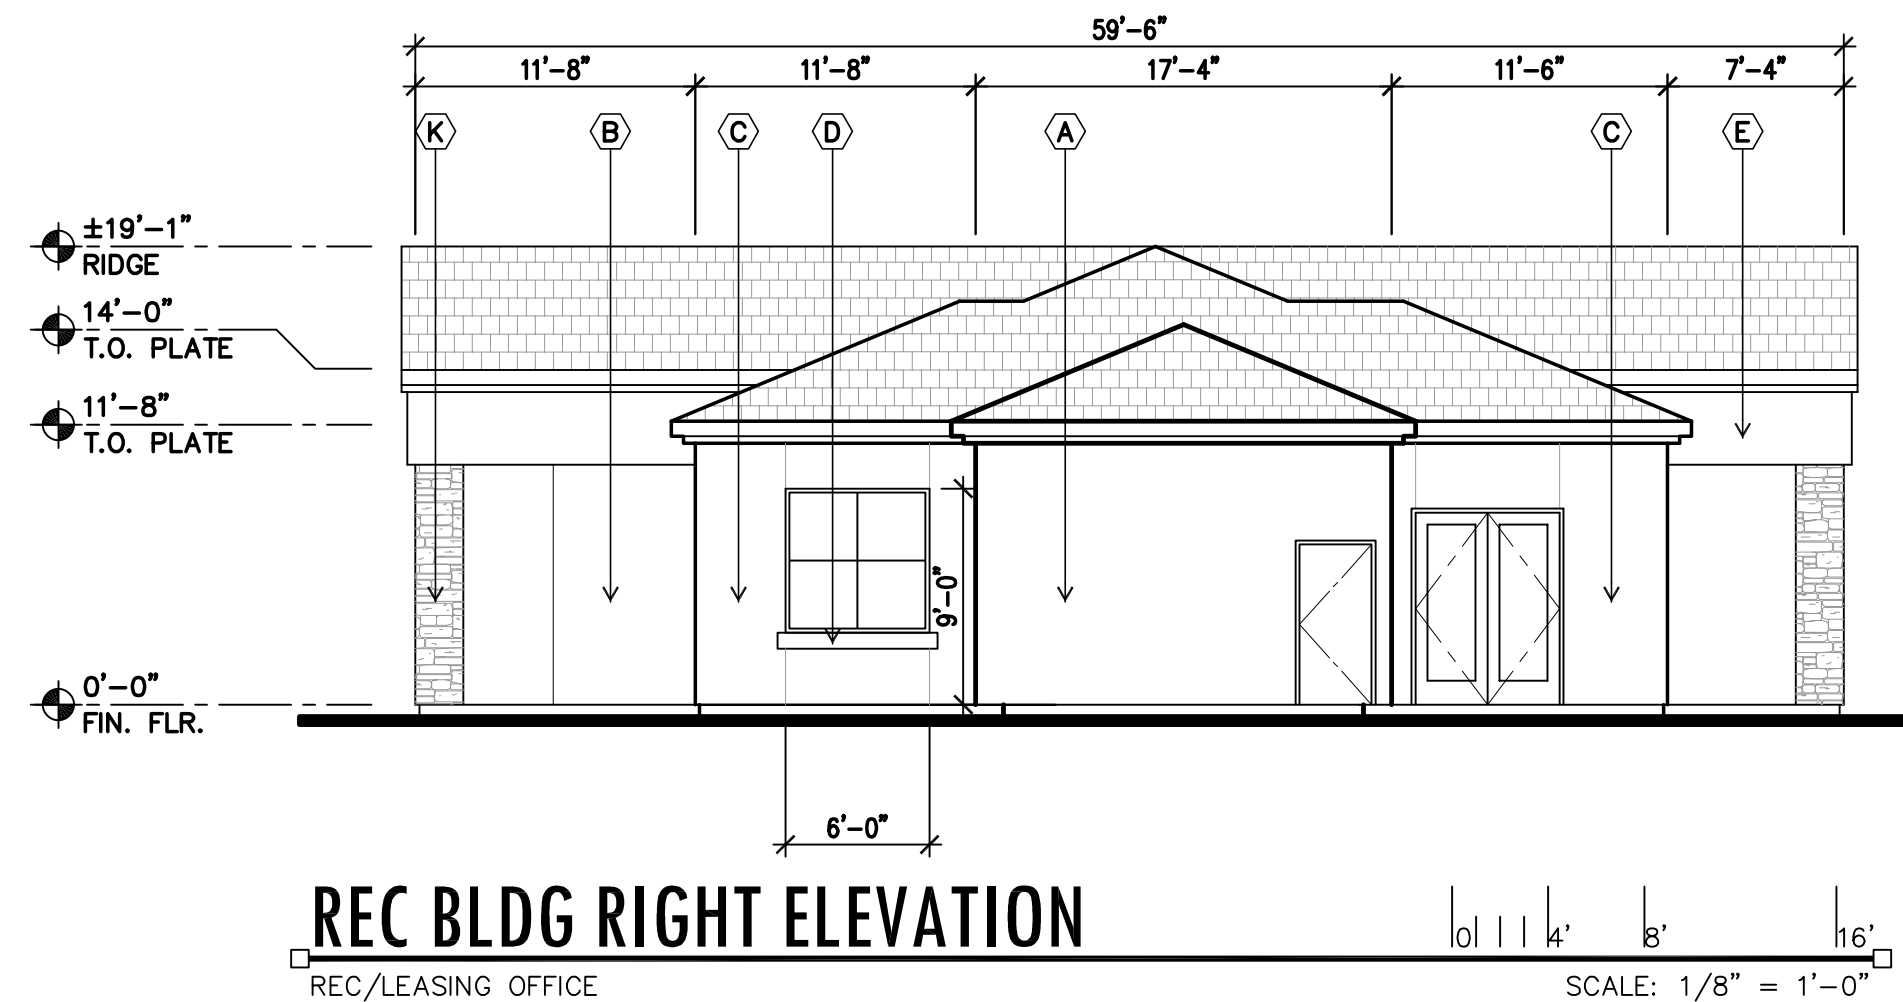 59'-6"
11'-8" 11'-8" 17'-4" 11'-6" 7'-4"
K B C D A C E
±19'-1"
RIDGE
14'-0"
T.O. PLATE
11'-8"
T.O. PLATE
9'-0"
0'-0"
FIN. FLR.
6'-0"
REC BLDG RIGHT ELEVATION
0 4' 8' 16'
REC/LEASING OFFICE SCALE: 1/8" = 1'-0"